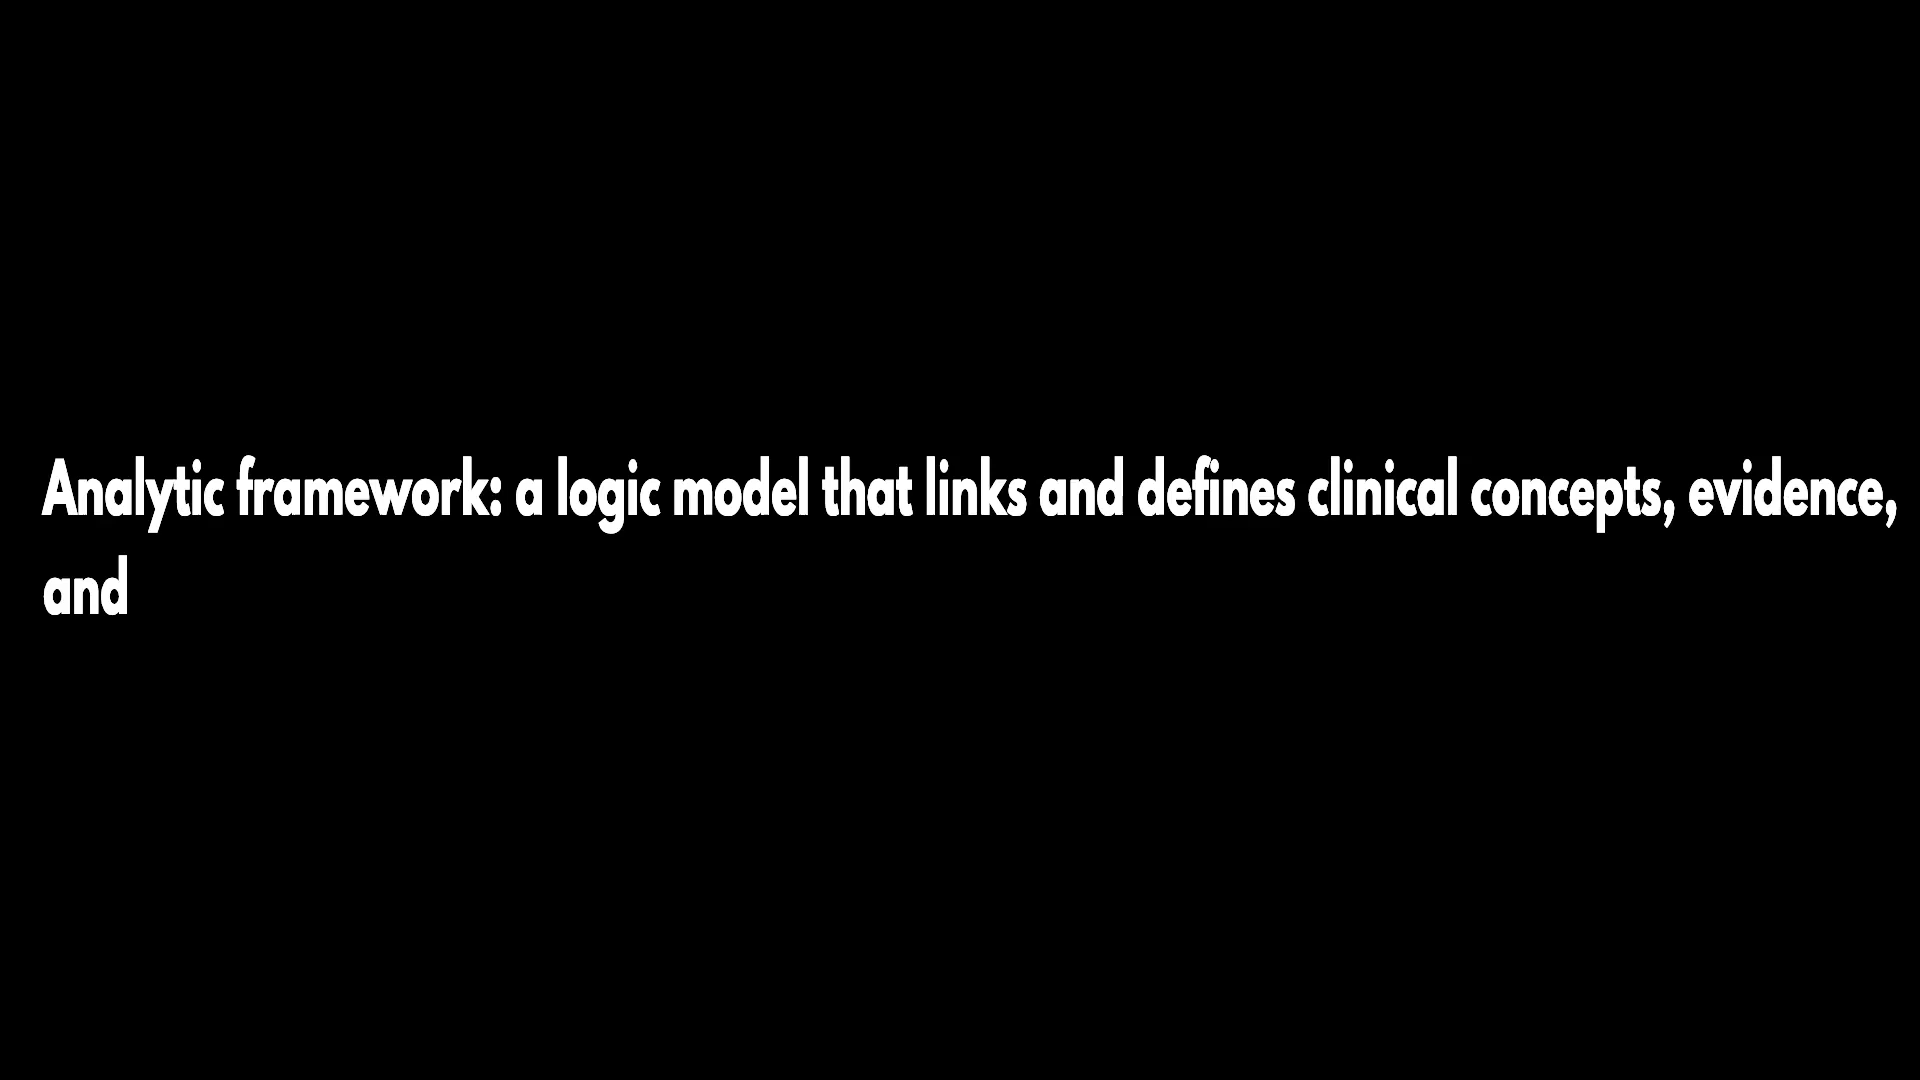 Analytic framework: a logic model that links and defines clinical concepts, evidence,
and